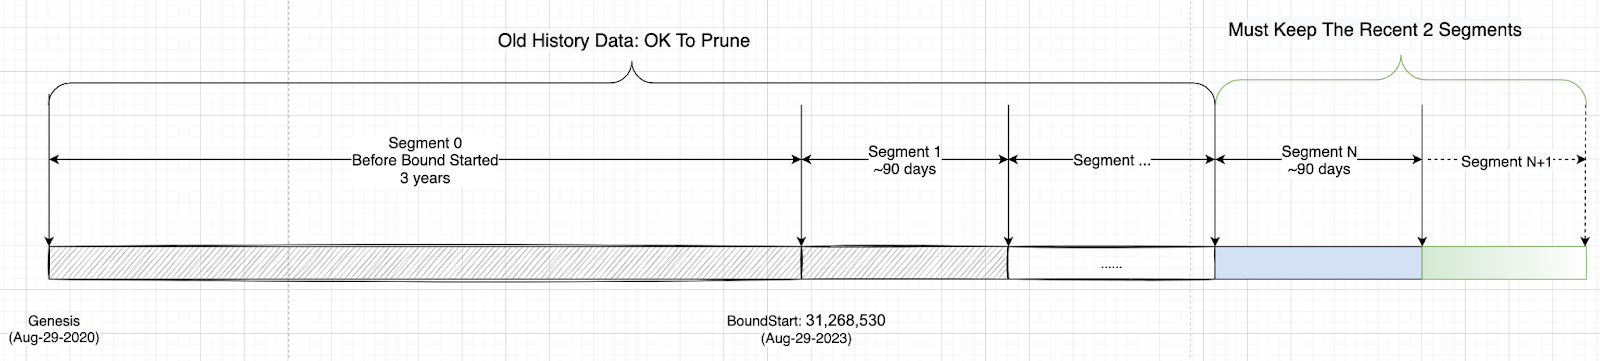 Old History Data: OK To Prune
Must Keep The Recent 2 Segments
Segment 0
Before Bound Started
3 years
Segment 1
~90 days
Segment ...
Segment N
~90 days
Segment N+1
......
Genesis
(Aug-29-2020)
BoundStart: 31,268,530
(Aug-29-2023)